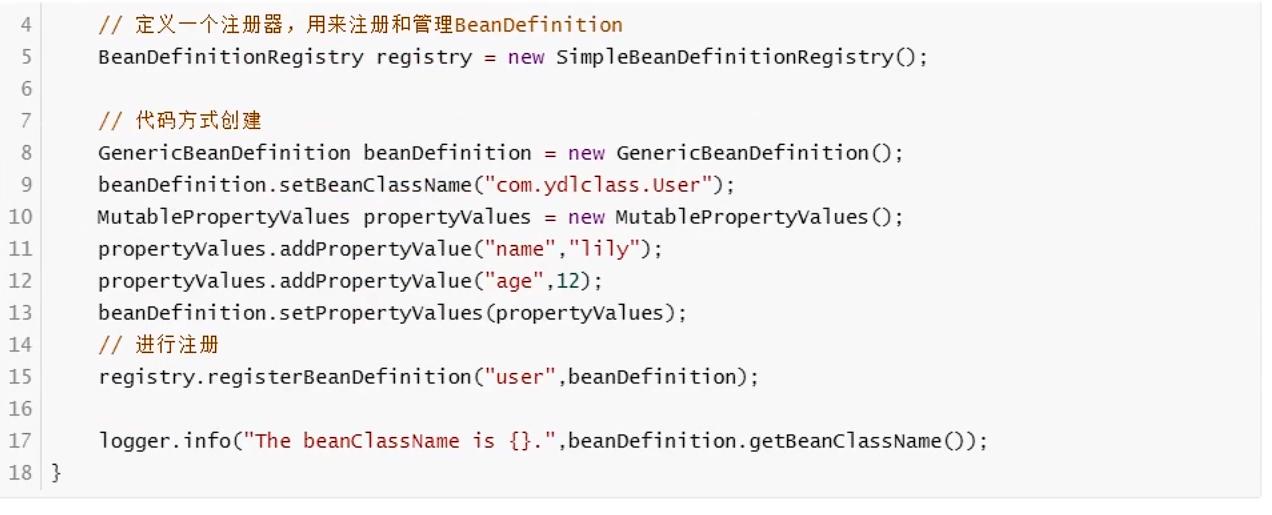 4 // 定义一个注册器，用来注册和管理BeanDefinition
5 BeanDefinitionRegistry registry = new SimpleBeanDefinitionRegistry();
6
7 // 代码方式创建
8 GenericBeanDefinition beanDefinition = new GenericBeanDefinition();
9 beanDefinition.setBeanClassName("com.ydlclass.User");
10 MutablePropertyValues propertyValues = new MutablePropertyValues();
11 propertyValues.addPropertyValue("name","lily");
12 propertyValues.addPropertyValue("age",12);
13 beanDefinition.setPropertyValues(propertyValues);
14 // 进行注册
15 registry.registerBeanDefinition("user",beanDefinition);
16
17 logger.info("The beanClassName is {}.",beanDefinition.getBeanClassName());
18 }